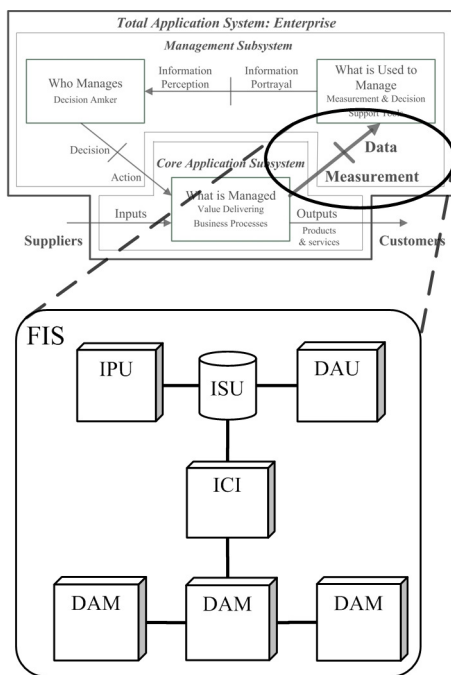 Total Application System: Enterprise
Management Subsystem
Who Manages
Decision Amker
Information
Perception
Information
Portrayal
What is Used to
Manage
Measurement & Decision
Support Tools
Decision
Action
Core Application Subsystem
Data
Measurement
What is Managed
Value Delivering
Business Processes
Inputs
Outputs
Products
& services
Suppliers
Customers
FIS
IPU
ISU
DAU
ICI
DAM
DAM
DAM